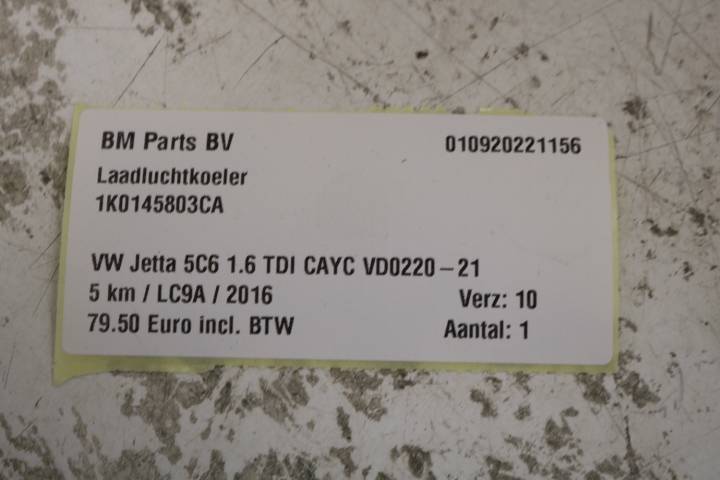 BM Parts BV 010920221156
Laadluchtkoeler
1K0145803CA
VW Jetta 5C6 1.6 TDI CAYC VD0220-21
5 km / LC9A / 2016 Verz: 10
79.50 Euro incl. BTW Aantal: 1